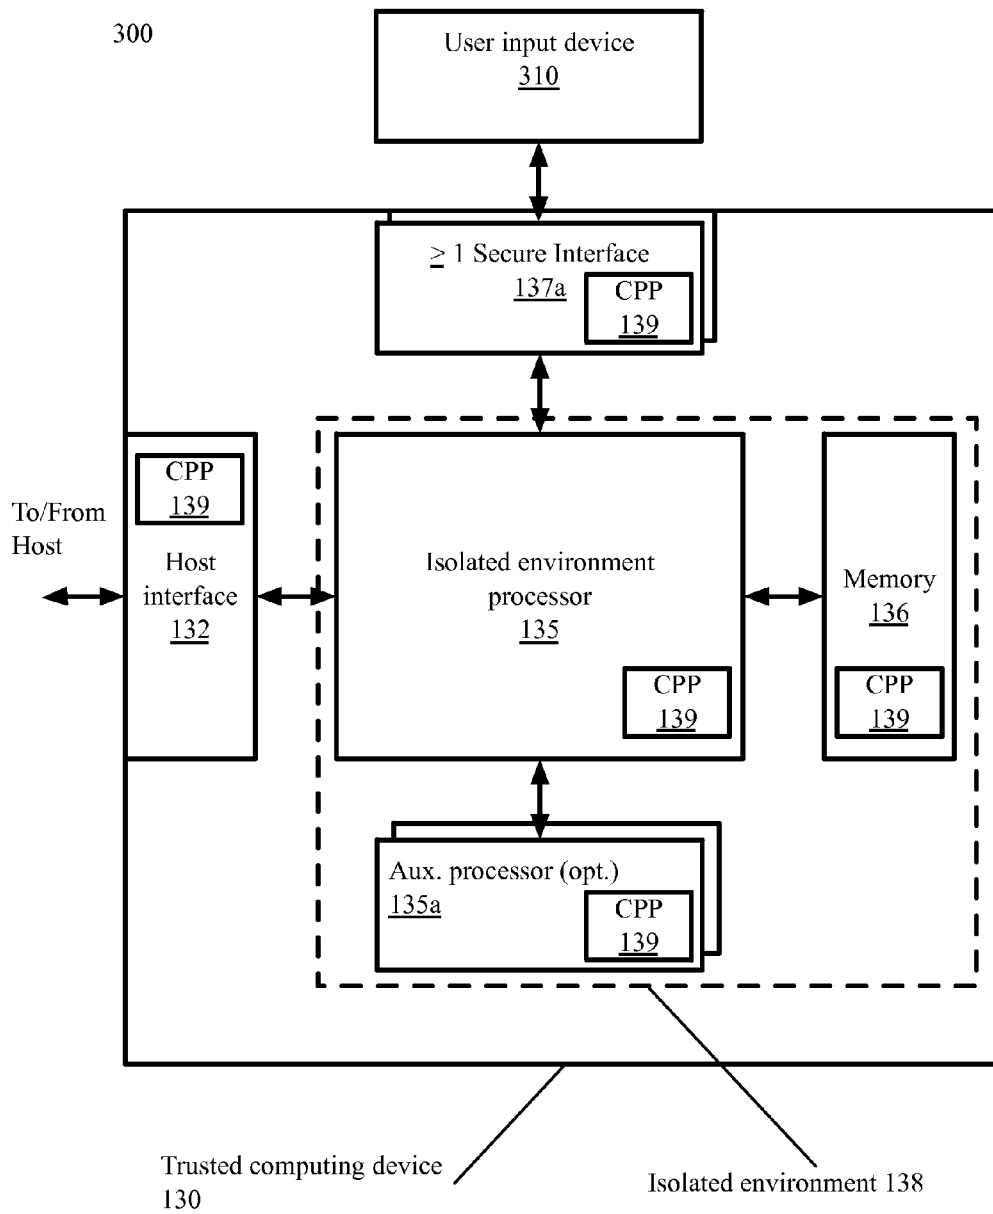 300
User input device
310
≥ 1 Secure Interface
137a
CPP
139
CPP
139
To/From
Host
Host
interface
132
Isolated environment
processor
135
CPP
139
Memory
136
CPP
139
Aux. processor (opt.)
135a
CPP
139
Trusted computing device
130
Isolated environment 138